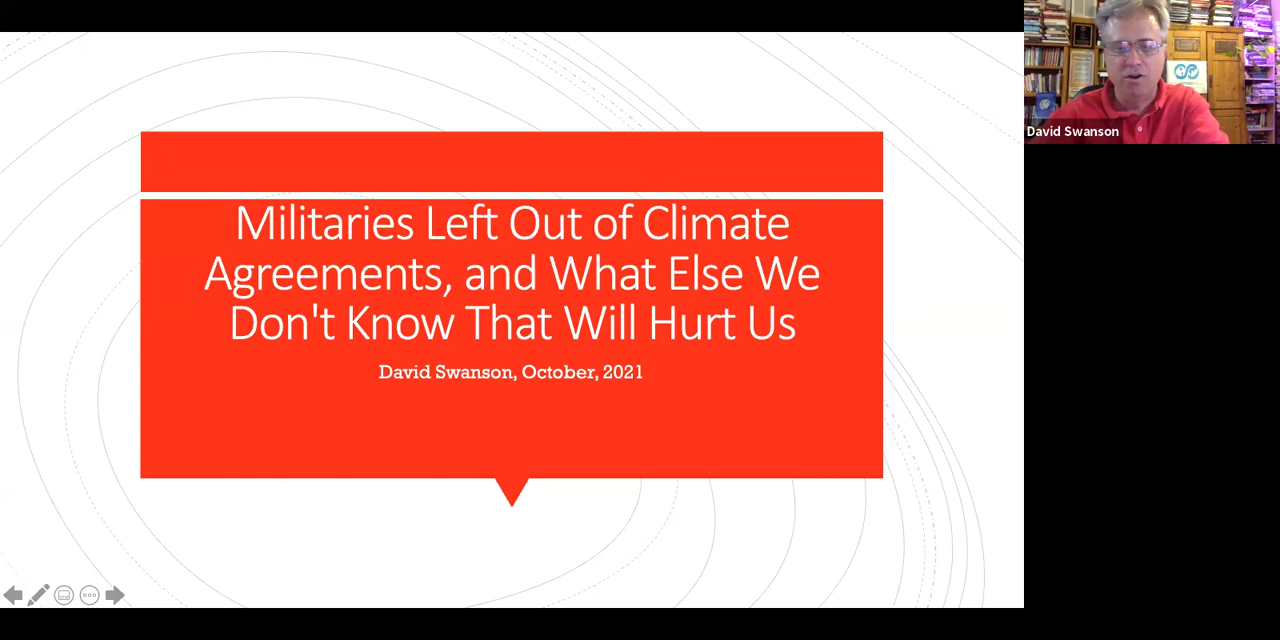 Militaries Left Out of Climate
Agreements, and What Else We
Don't Know That Will Hurt Us
David Swanson, October, 2021
David Swanson